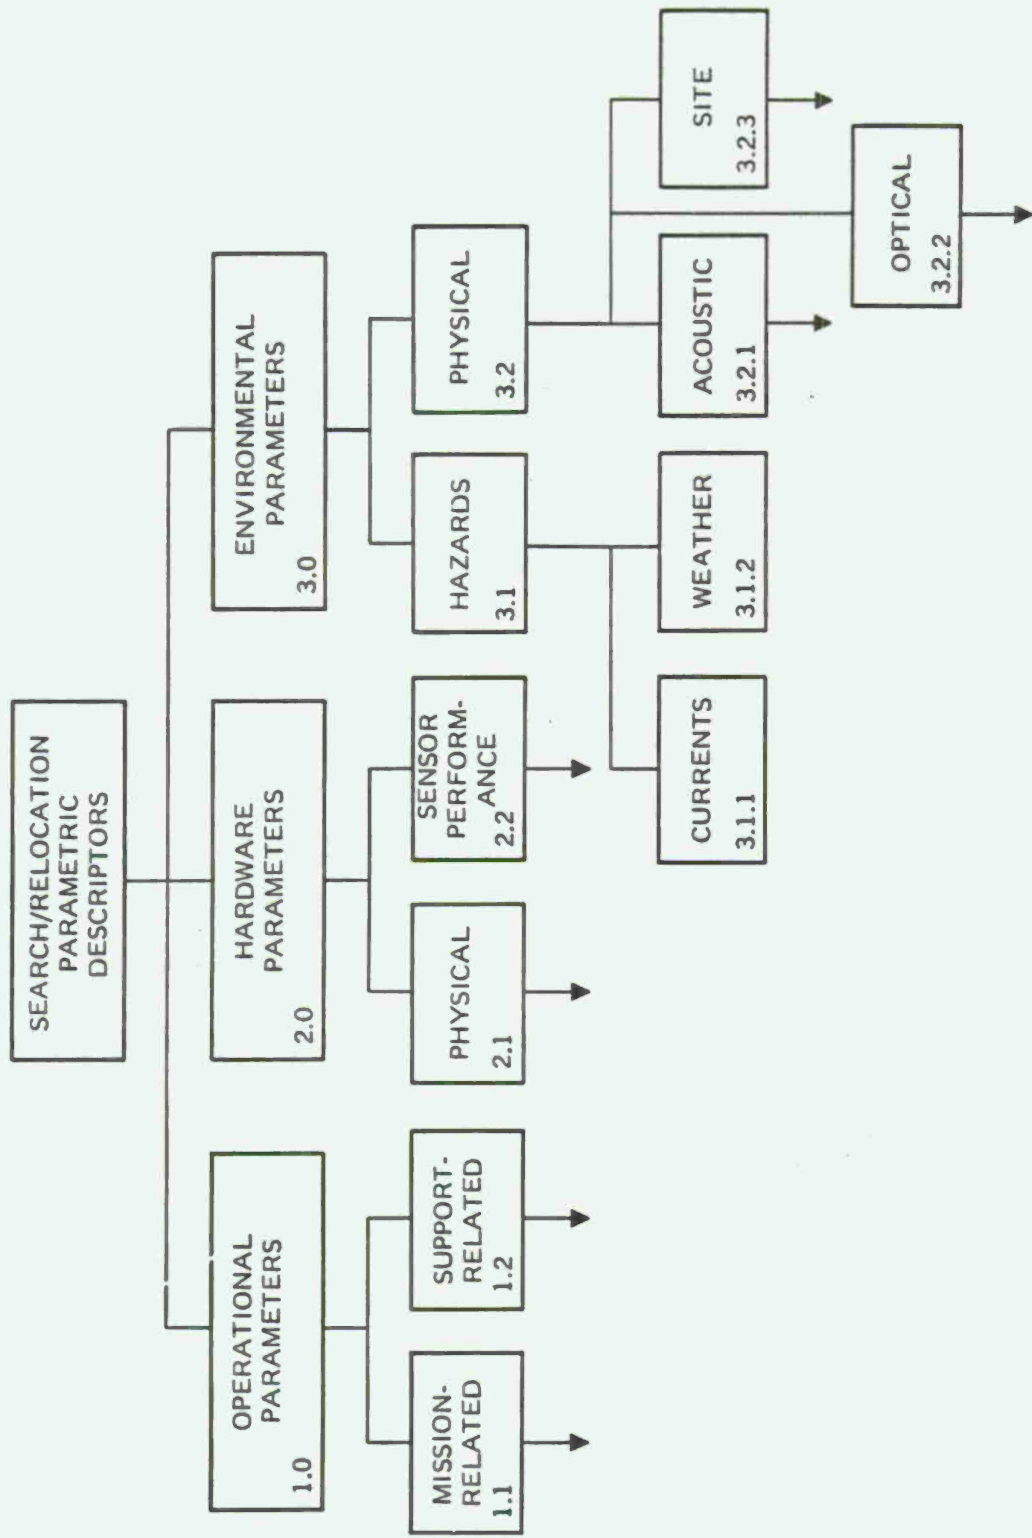 SEARCH/RELOCATION
PARAMETRIC
DESCRIPTORS
OPERATIONAL
PARAMETERS
1.0
HARDWARE
PARAMETERS
2.0
ENVIRONMENTAL
PARAMETERS
3.0
MISSION-
RELATED
1.1
SUPPORT-
RELATED
1.2
PHYSICAL
2.1
SENSOR
PERFORM-
ANCE
2.2
HAZARDS
3.1
PHYSICAL
3.2
CURRENTS
3.1.1
WEATHER
3.1.2
ACOUSTIC
3.2.1
SITE
3.2.3
OPTICAL
3.2.2